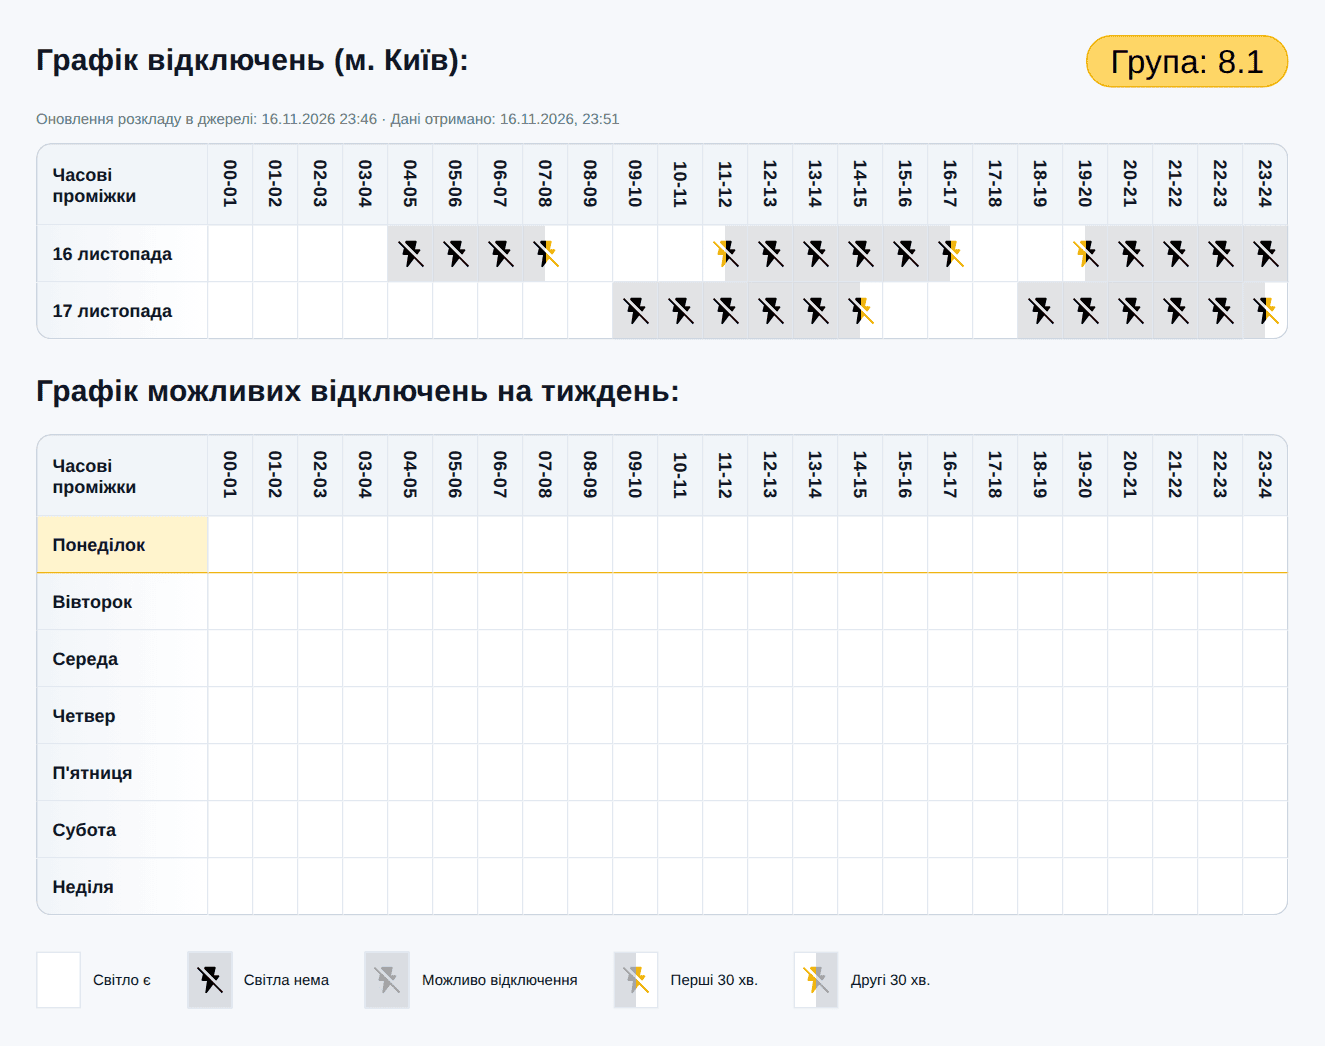 Графік відключень (м. Київ):
Група: 8.1
Оновлення розкладу в джерелі: 16.11.2026 23:46 · Дані отримано: 16.11.2026, 23:51
Часові
проміжки
00-01 01-02 02-03 03-04 04-05 05-06 06-07 07-08 08-09 09-10 10-11 11-12 12-13 13-14 14-15 15-16 16-17 17-18 18-19 19-20 20-21 21-22 22-23 23-24
16 листопада
17 листопада
Графік можливих відключень на тиждень:
Часові
проміжки
00-01 01-02 02-03 03-04 04-05 05-06 06-07 07-08 08-09 09-10 10-11 11-12 12-13 13-14 14-15 15-16 16-17 17-18 18-19 19-20 20-21 21-22 22-23 23-24
Понеділок
Вівторок
Середа
Четвер
П'ятниця
Субота
Неділя
Світло є
Світла нема
Можливо відключення
Перші 30 хв.
Другі 30 хв.